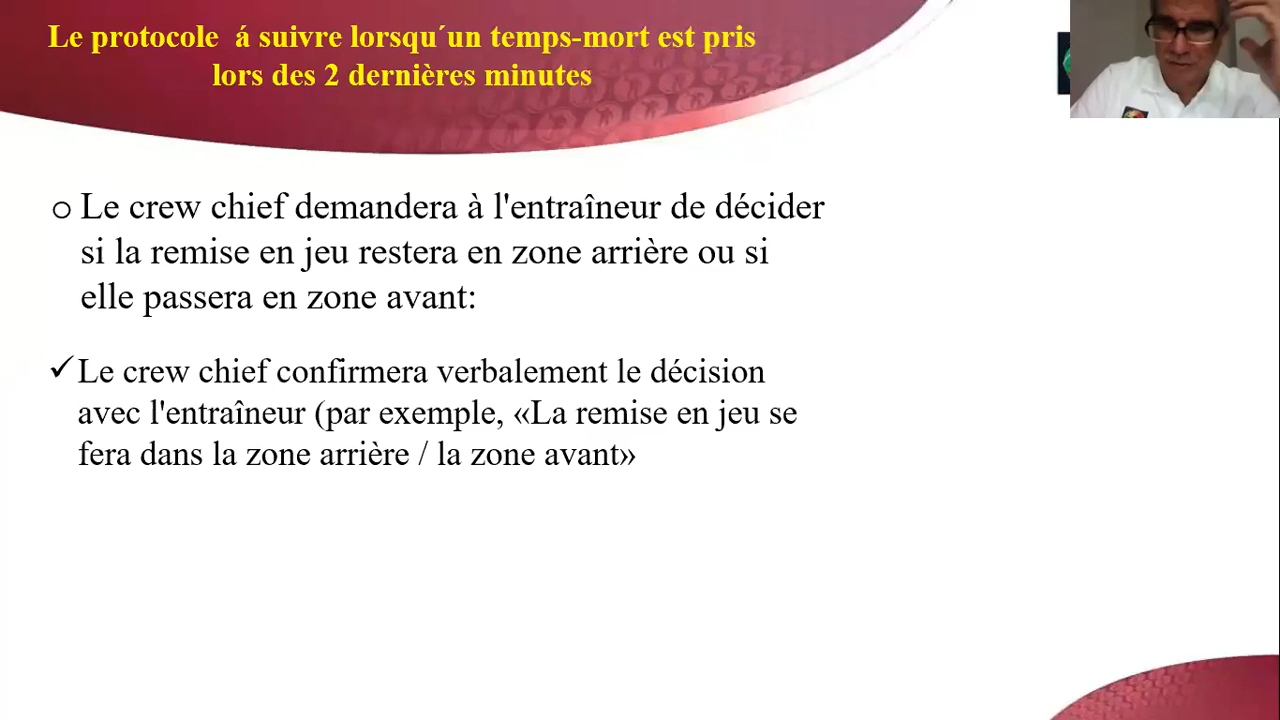 Le protocole á suivre lorsqu´un temps-mort est pris
lors des 2 dernières minutes
o Le crew chief demandera à l'entraîneur de décider
si la remise en jeu restera en zone arrière ou si
elle passera en zone avant:
✓Le crew chief confirmera verbalement le décision
avec l'entraîneur (par exemple, «La remise en jeu se
fera dans la zone arrière / la zone avant»